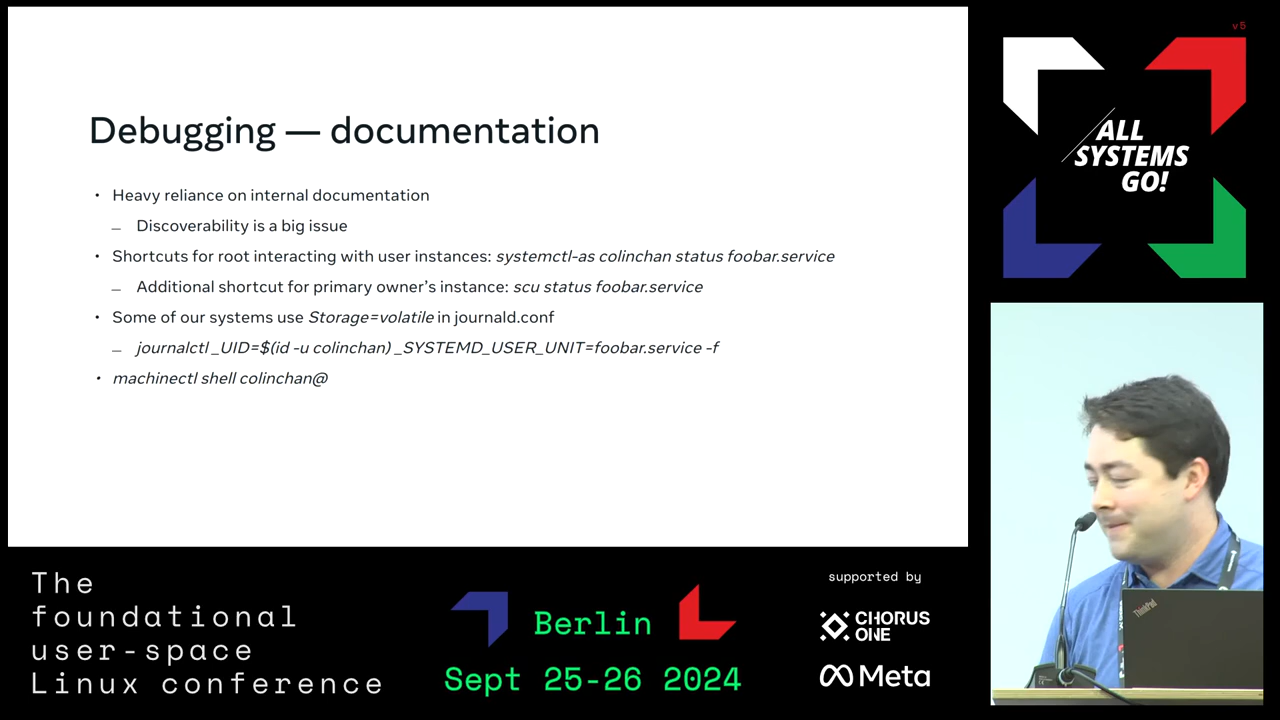 Debugging — documentation
• Heavy reliance on internal documentation
– Discoverability is a big issue
• Shortcuts for root interacting with user instances: systemctl-as colinchan status foobar.service
– Additional shortcut for primary owner’s instance: scu status foobar.service
• Some of our systems use Storage=volatile in journald.conf
– journalctl _UID=$(id -u colinchan) _SYSTEMD_USER_UNIT=foobar.service -f
• machinectl shell colinchan@
v5
ALL
SYSTEMS
GO!
ThinkPad
The
foundational
user-space
Linux conference
Berlin
Sept 25-26 2024
supported by
CHORUS
ONE
Meta